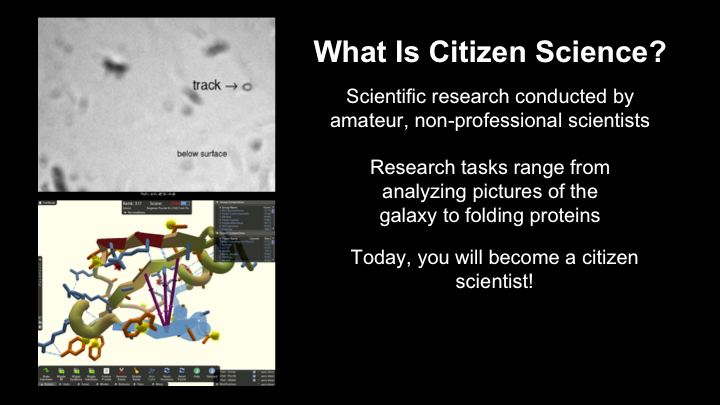 What Is Citizen Science?
Scientific research conducted by
amateur, non-professional scientists
Research tasks range from
analyzing pictures of the
galaxy to folding proteins
Today, you will become a citizen
scientist!
track →
below surface